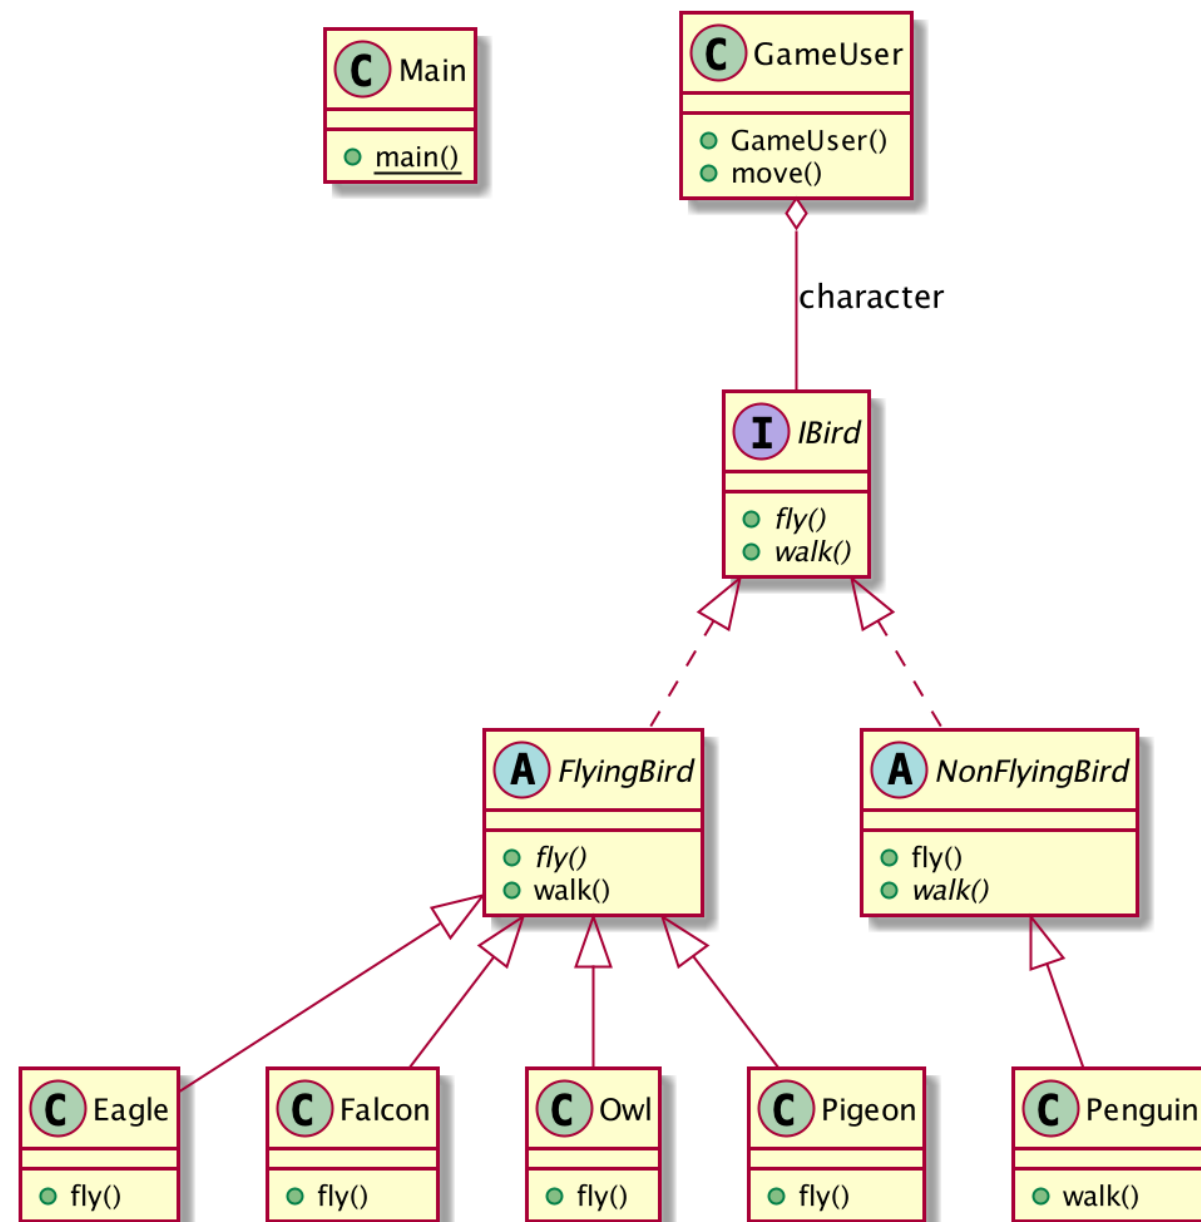 C Main
main()
C GameUser
GameUser()
move()
character
I IBird
fly()
walk()
A FlyingBird
fly()
walk()
A NonFlyingBird
fly()
walk()
C Eagle
fly()
C Falcon
fly()
C Owl
fly()
C Pigeon
fly()
C Penguin
walk()